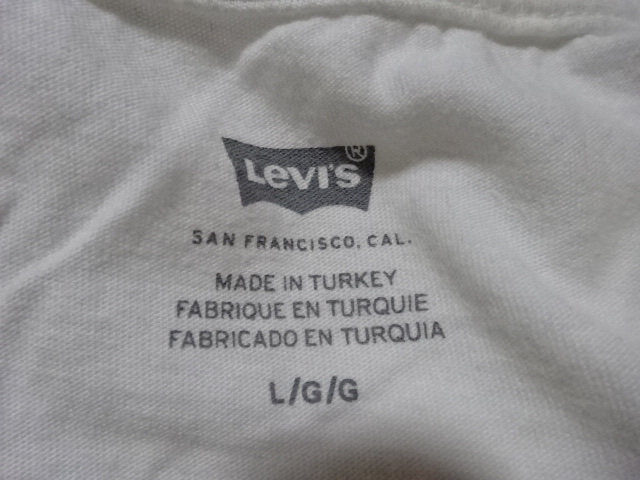 Levi's ®
SAN FRANCISCO, CAL.
MADE IN TURKEY
FABRIQUE EN TURQUIE
FABRICADO EN TURQUIA
L/G/G